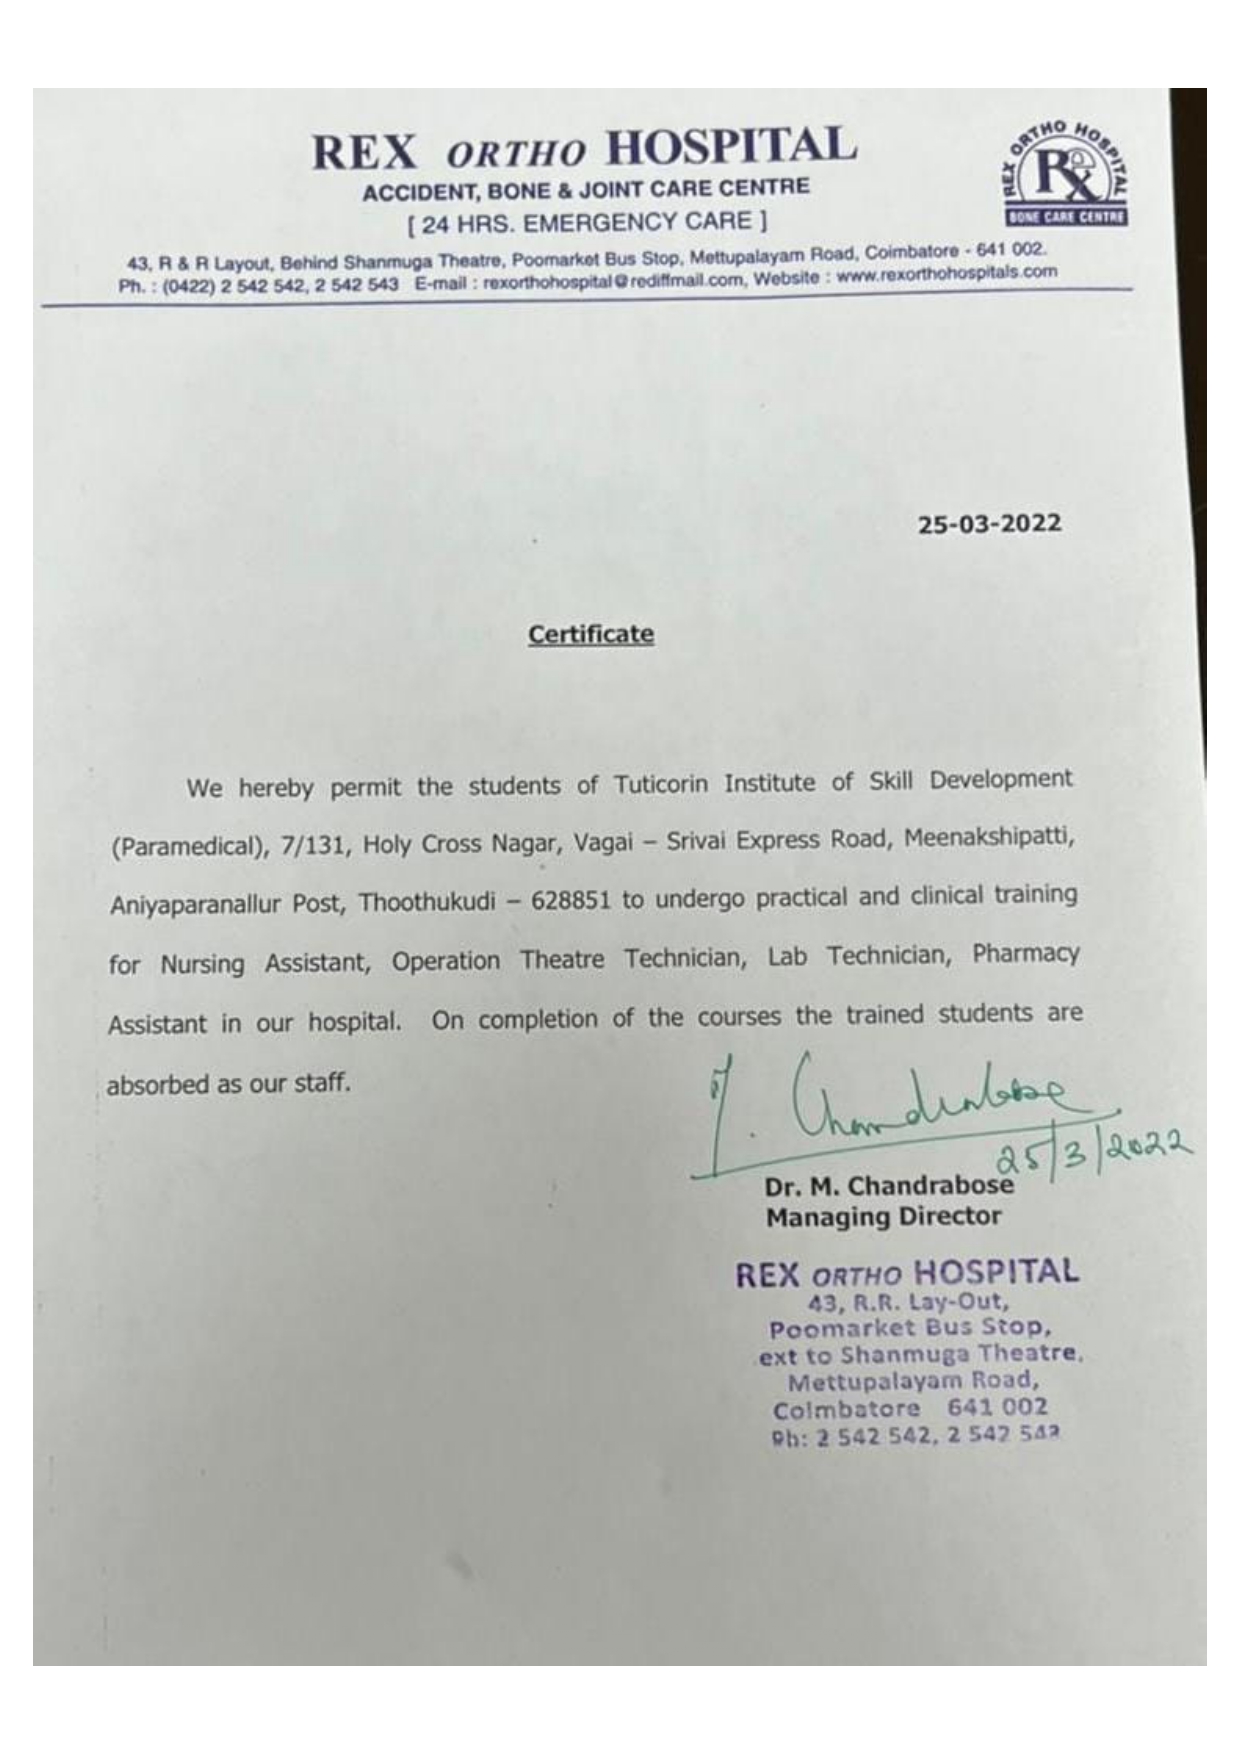 REX ORTHO HOSPITAL
ACCIDENT, BONE & JOINT CARE CENTRE
[ 24 HRS. EMERGENCY CARE ]
43, R & R Layout, Behind Shanmuga Theatre, Poomarket Bus Stop, Mettupalayam Road, Coimbatore - 641 002.
Ph. : (0422) 2 542 542, 2 542 543 E-mail : rexorthohospital@rediffmail.com, Website : www.rexorthohospitals.com
REX ORTHO HOSPITAL
Rx
BONE CARE CENTRE
25-03-2022
Certificate
We hereby permit the students of Tuticorin Institute of Skill Development
(Paramedical), 7/131, Holy Cross Nagar, Vagai – Srivai Express Road, Meenakshipatti,
Aniyaparanallur Post, Thoothukudi – 628851 to undergo practical and clinical training
for Nursing Assistant, Operation Theatre Technician, Lab Technician, Pharmacy
Assistant in our hospital. On completion of the courses the trained students are
absorbed as our staff.
M. Chandrabose
25/3/2022
Dr. M. Chandrabose
Managing Director
REX ORTHO HOSPITAL
43, R.R. Lay-Out,
Poomarket Bus Stop,
ext to Shanmuga Theatre,
Mettupalayam Road,
Coimbatore 641 002
Ph: 2 542 542, 2 542 543